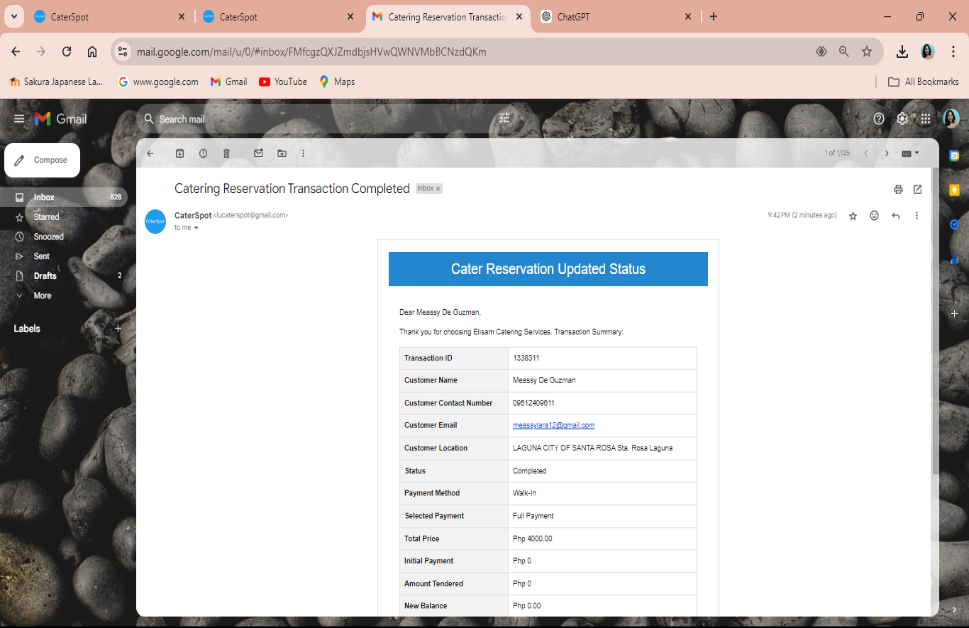 CaterSpot
CaterSpot
Catering Reservation Transactio
ChatGPT
mail.google.com/mail/u/0/#inbox/FMfcgzQXJZmdbjsHVwQWNVMbBCNzdQKm
Sakura Japanese La...
www.google.com
Gmail
YouTube
Maps
All Bookmarks
Gmail
Search mail
Compose
1 of 1,126
Inbox 828
Starred
Snoozed
Sent
Drafts 2
More
Labels
Catering Reservation Transaction Completed Inbox x
CaterSpot <lucaterspot@gmail.com>
9:42 PM (2 minutes ago)
to me
Cater Reservation Updated Status
Dear Meassy De Guzman,
Thank you for choosing Elisam Catering Services. Transaction Summary:
Transaction ID 1338311
Customer Name Meassy De Guzman
Customer Contact Number 09512409611
Customer Email meassylara12@gmail.com
Customer Location LAGUNA CITY OF SANTA ROSA Sta. Rosa Laguna
Status Completed
Payment Method Walk-In
Selected Payment Full Payment
Total Price Php 4000.00
Initial Payment Php 0
Amount Tendered Php 0
New Balance Php 0.00